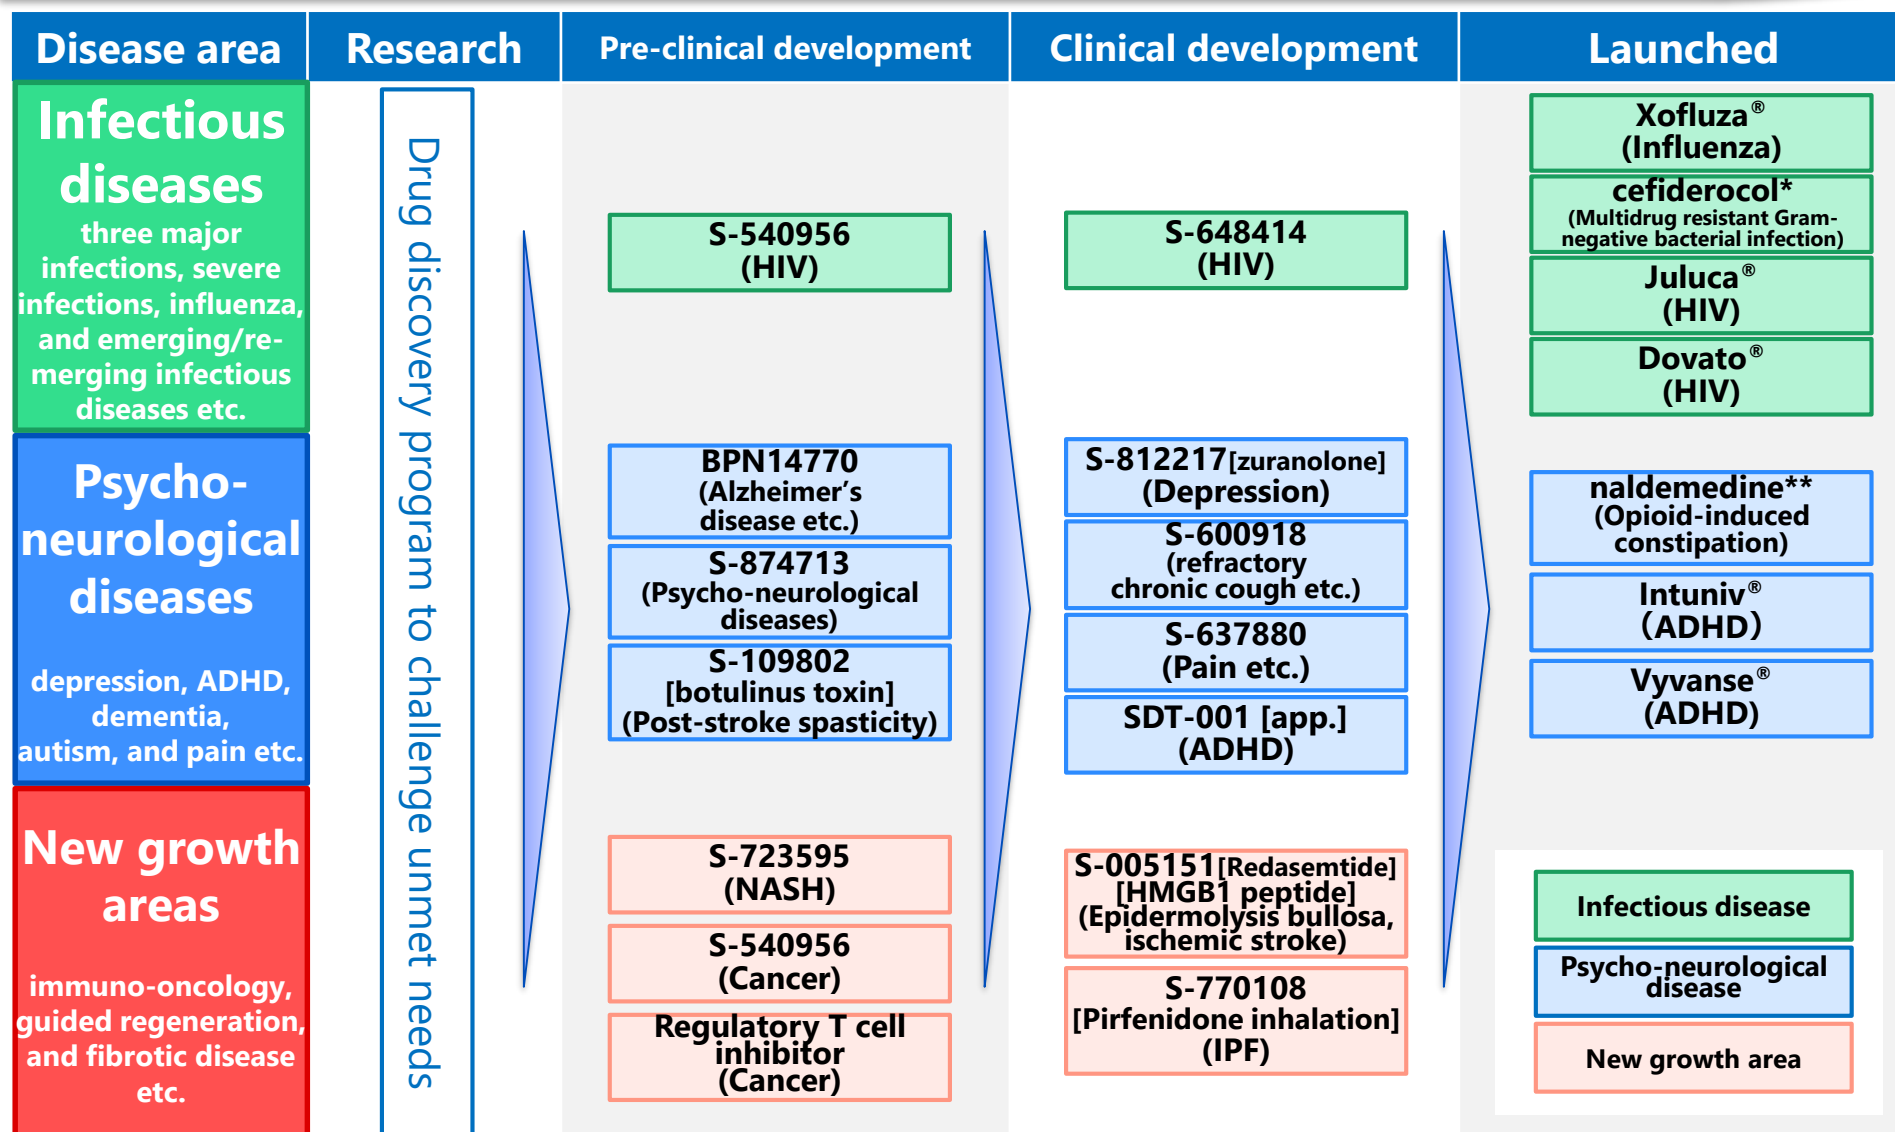 Disease area
Research
Pre-clinical development
Clinical development
Launched
Infectious
diseases
three major
infections, severe
infections, influenza,
and emerging/re-
merging infectious
diseases etc.
Psycho-
neurological
diseases
depression, ADHD,
dementia,
autism, and pain etc.
New growth
areas
immuno-oncology,
guided regeneration,
and fibrotic disease
etc.
Drug discovery program to challenge unmet needs
S-540956
(HIV)
BPN14770
(Alzheimer’s
disease etc.)
S-874713
(Psycho-neurological
diseases)
S-109802
[botulinus toxin]
(Post-stroke spasticity)
S-723595
(NASH)
S-540956
(Cancer)
Regulatory T cell
inhibitor
(Cancer)
S-648414
(HIV)
S-812217[zuranolone]
(Depression)
S-600918
(refractory
chronic cough etc.)
S-637880
(Pain etc.)
SDT-001 [app.]
(ADHD)
S-005151[Redasemtide]
[HMGB1 peptide]
(Epidermolysis bullosa,
ischemic stroke)
S-770108
[Pirfenidone inhalation]
(IPF)
Xofluza®
(Influenza)
cefiderocol*
(Multidrug resistant Gram-
negative bacterial infection)
Juluca®
(HIV)
Dovato®
(HIV)
naldemedine**
(Opioid-induced
constipation)
Intuniv®
（ADHD）
Vyvanse®
(ADHD)
Infectious disease
Psycho-neurological
disease
New growth area